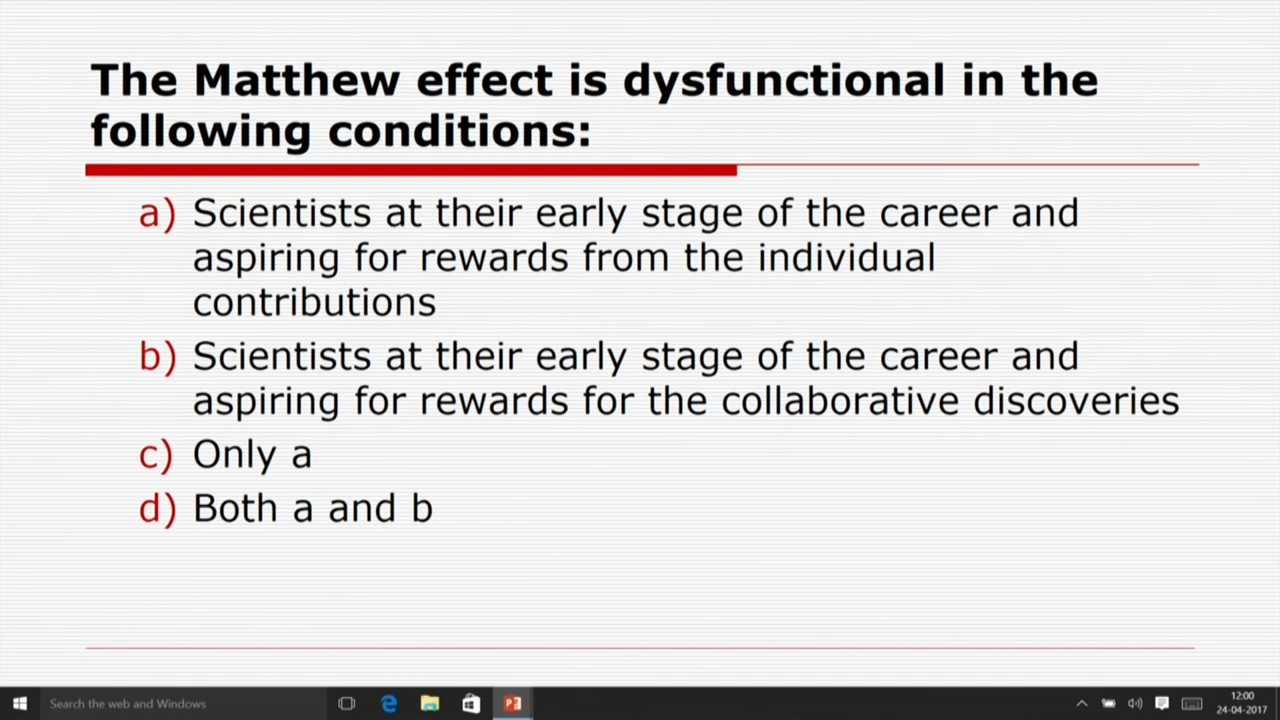 The Matthew effect is dysfunctional in the
following conditions:
a) Scientists at their early stage of the career and
aspiring for rewards from the individual
contributions
b) Scientists at their early stage of the career and
aspiring for rewards for the collaborative discoveries
c) Only a
d) Both a and b
Search the web and Windows
12:00
24-04-2017